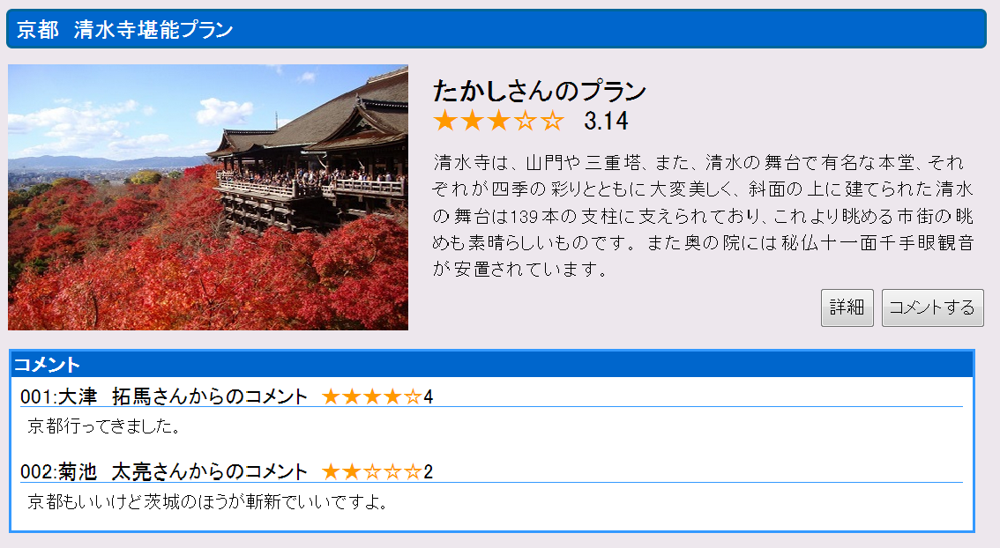 京都　清水寺堪能プラン
たかしさんのプラン
★★★☆☆ 3.14
清水寺は、山門や三重塔、また、清水の舞台で有名な本堂、それ
ぞれが四季の彩りとともに大変美しく、斜面の上に建てられた清水
の舞台は139本の支柱に支えられており、これより眺める市街の眺
めも素晴らしいものです。また奥の院には秘仏十一面千手眼観音
が安置されています。
詳細 コメントする
コメント
001:大津　拓馬さんからのコメント ★★★★☆4
京都行ってきました。
002:菊池　太亮さんからのコメント ★★☆☆☆2
京都もいいけど茨城のほうが斬新でいいですよ。